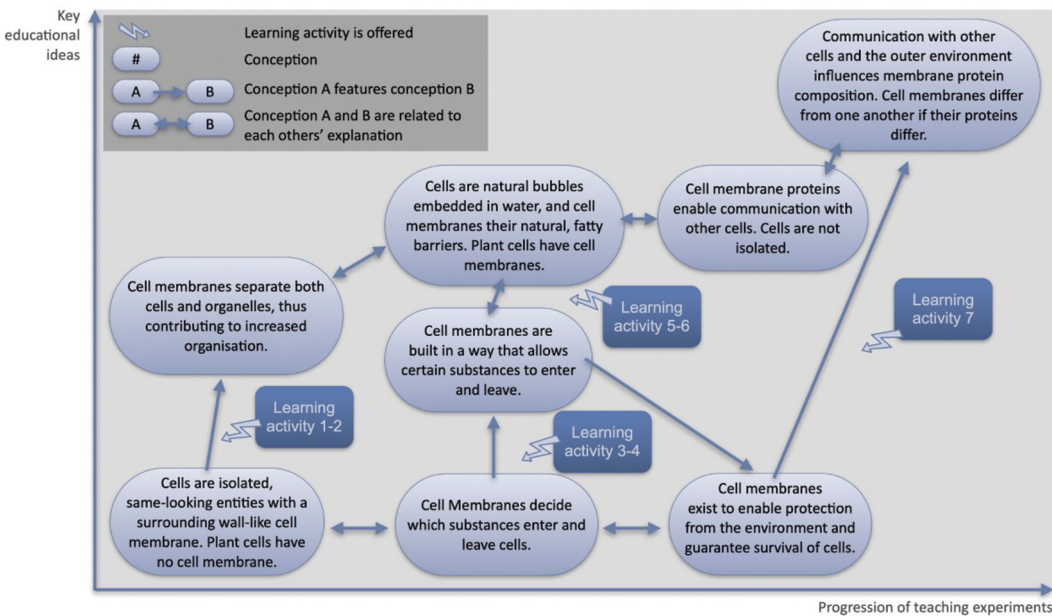 Key
educational
ideas
Learning activity is offered
#
Conception
A
B
Conception A features conception B
A
B
Conception A and B are related to
each others' explanation
Communication with other
cells and the outer environment
influences membrane protein
composition. Cell membranes differ
from one another if their proteins
differ.
Cells are natural bubbles
embedded in water, and cell
membranes their natural, fatty
barriers. Plant cells have cell
membranes.
Cell membrane proteins
enable communication with
other cells. Cells are not
isolated.
Cell membranes separate both
cells and organelles, thus
contributing to increased
organisation.
Learning
activity 5-6
Learning
activity 7
Cell membranes are
built in a way that allows
certain substances to enter
and leave.
Learning
activity 1-2
Learning
activity 3-4
Cells are isolated,
same-looking entities with a
surrounding wall-like cell
membrane. Plant cells have
no cell membrane.
Cell Membranes decide
which substances enter and
leave cells.
Cell membranes
exist to enable protection
from the environment and
guarantee survival of cells.
Progression of teaching experiments